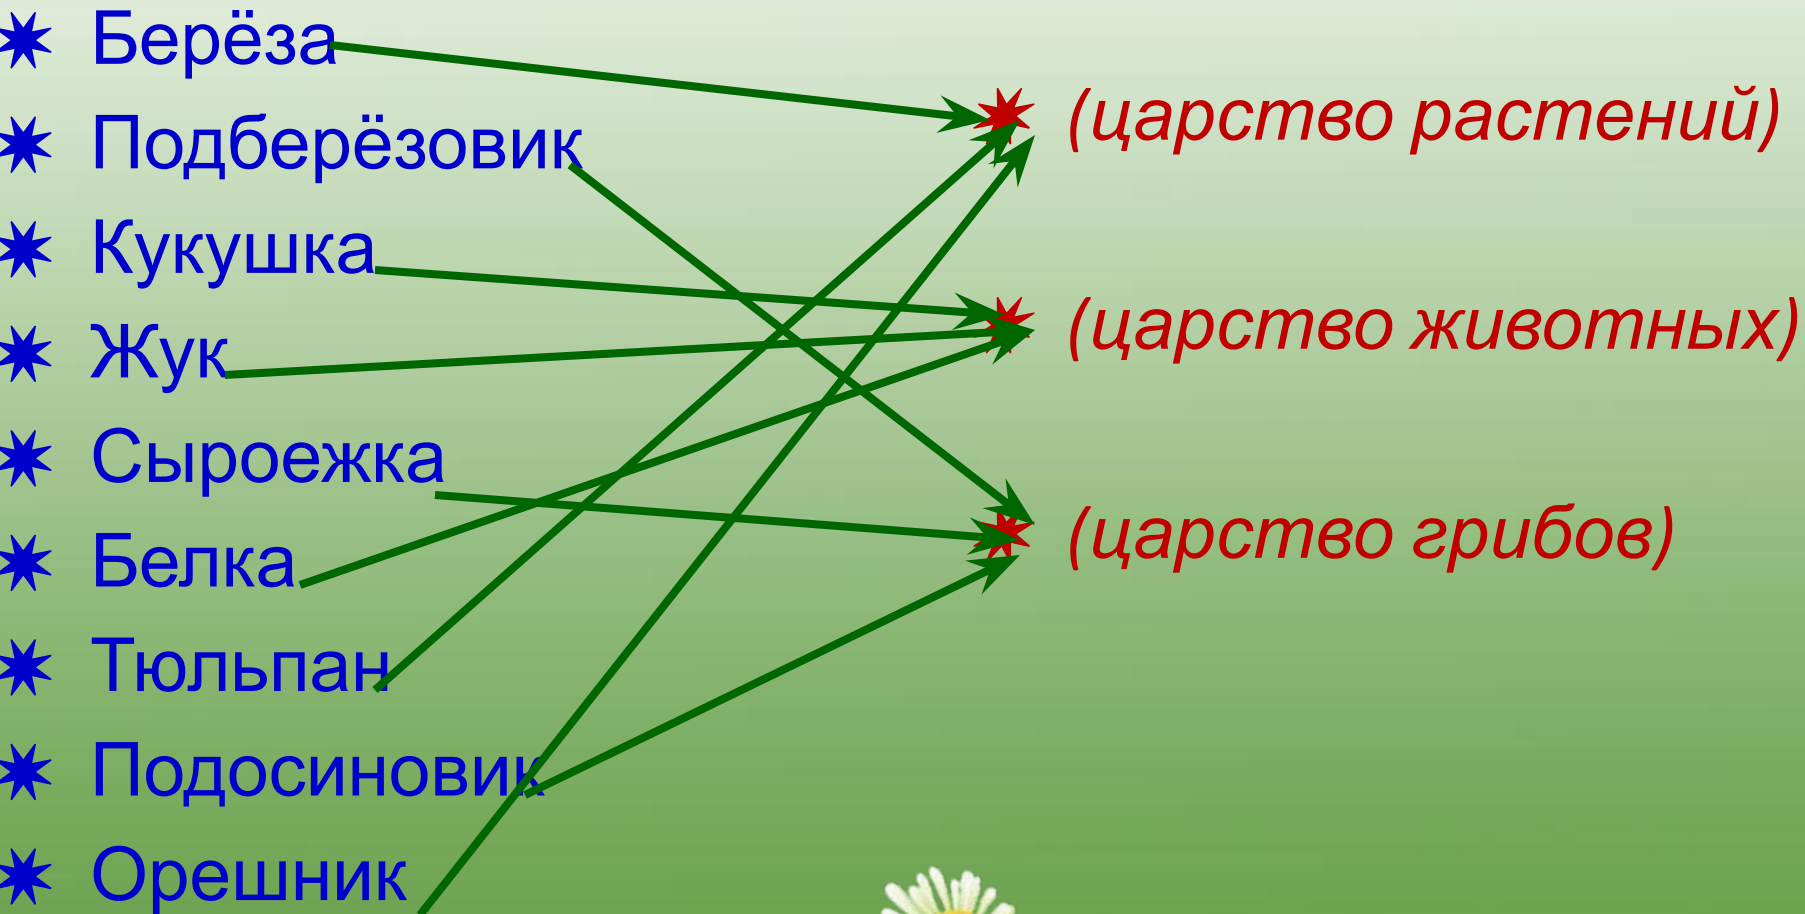 Берёза
Подберёзовик
Кукушка
Жук
Сыроежка
Белка
Тюльпан
Подосиновик
Орешник
(царство растений)
(царство животных)
(царство грибов)